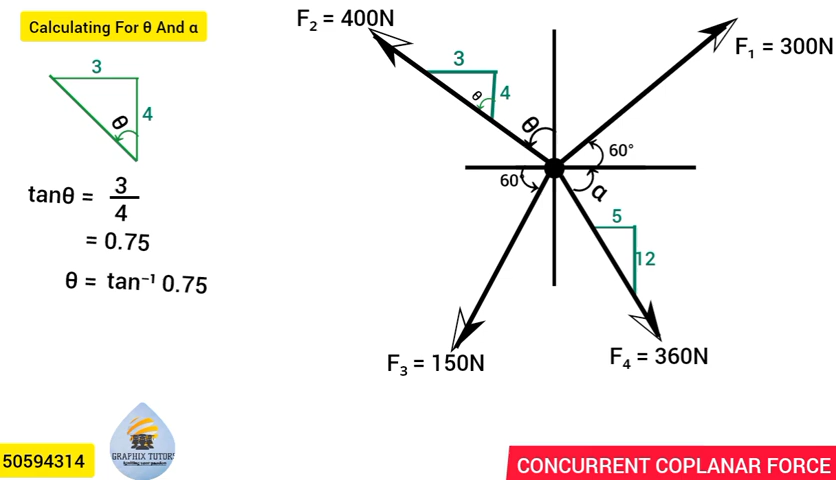 Calculating For θ And α
3
4
θ
tanθ = 3/4
= 0.75
θ = tan⁻¹ 0.75
F₂ = 400N
F₁ = 300N
3
4
θ
θ
60°
60°
α
5
12
F₃ = 150N
F₄ = 360N
50594314
GRAPHIX TUTORS
CONCURRENT COPLANAR FORCE